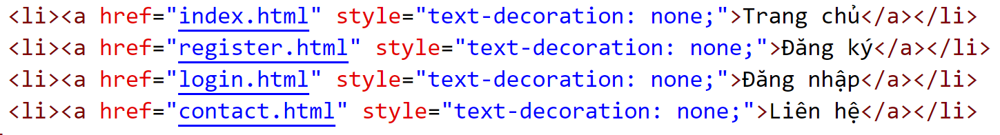 <li><a href="index.html" style="text-decoration: none;">Trang chủ</a></li>
<li><a href="register.html" style="text-decoration: none;">Đăng ký</a></li>
<li><a href="login.html" style="text-decoration: none;">Đăng nhập</a></li>
<li><a href="contact.html" style="text-decoration: none;">Liên hệ</a></li>